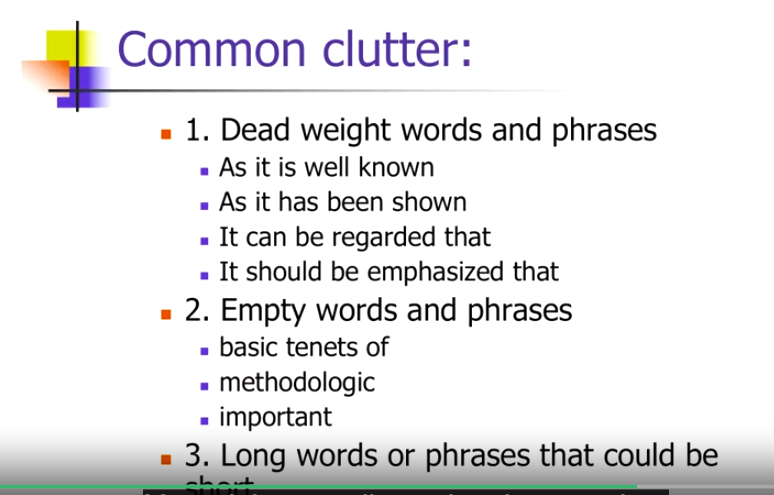 Common clutter:
1. Dead weight words and phrases
As it is well known
As it has been shown
It can be regarded that
It should be emphasized that
2. Empty words and phrases
basic tenets of
methodologic
important
3. Long words or phrases that could be
short